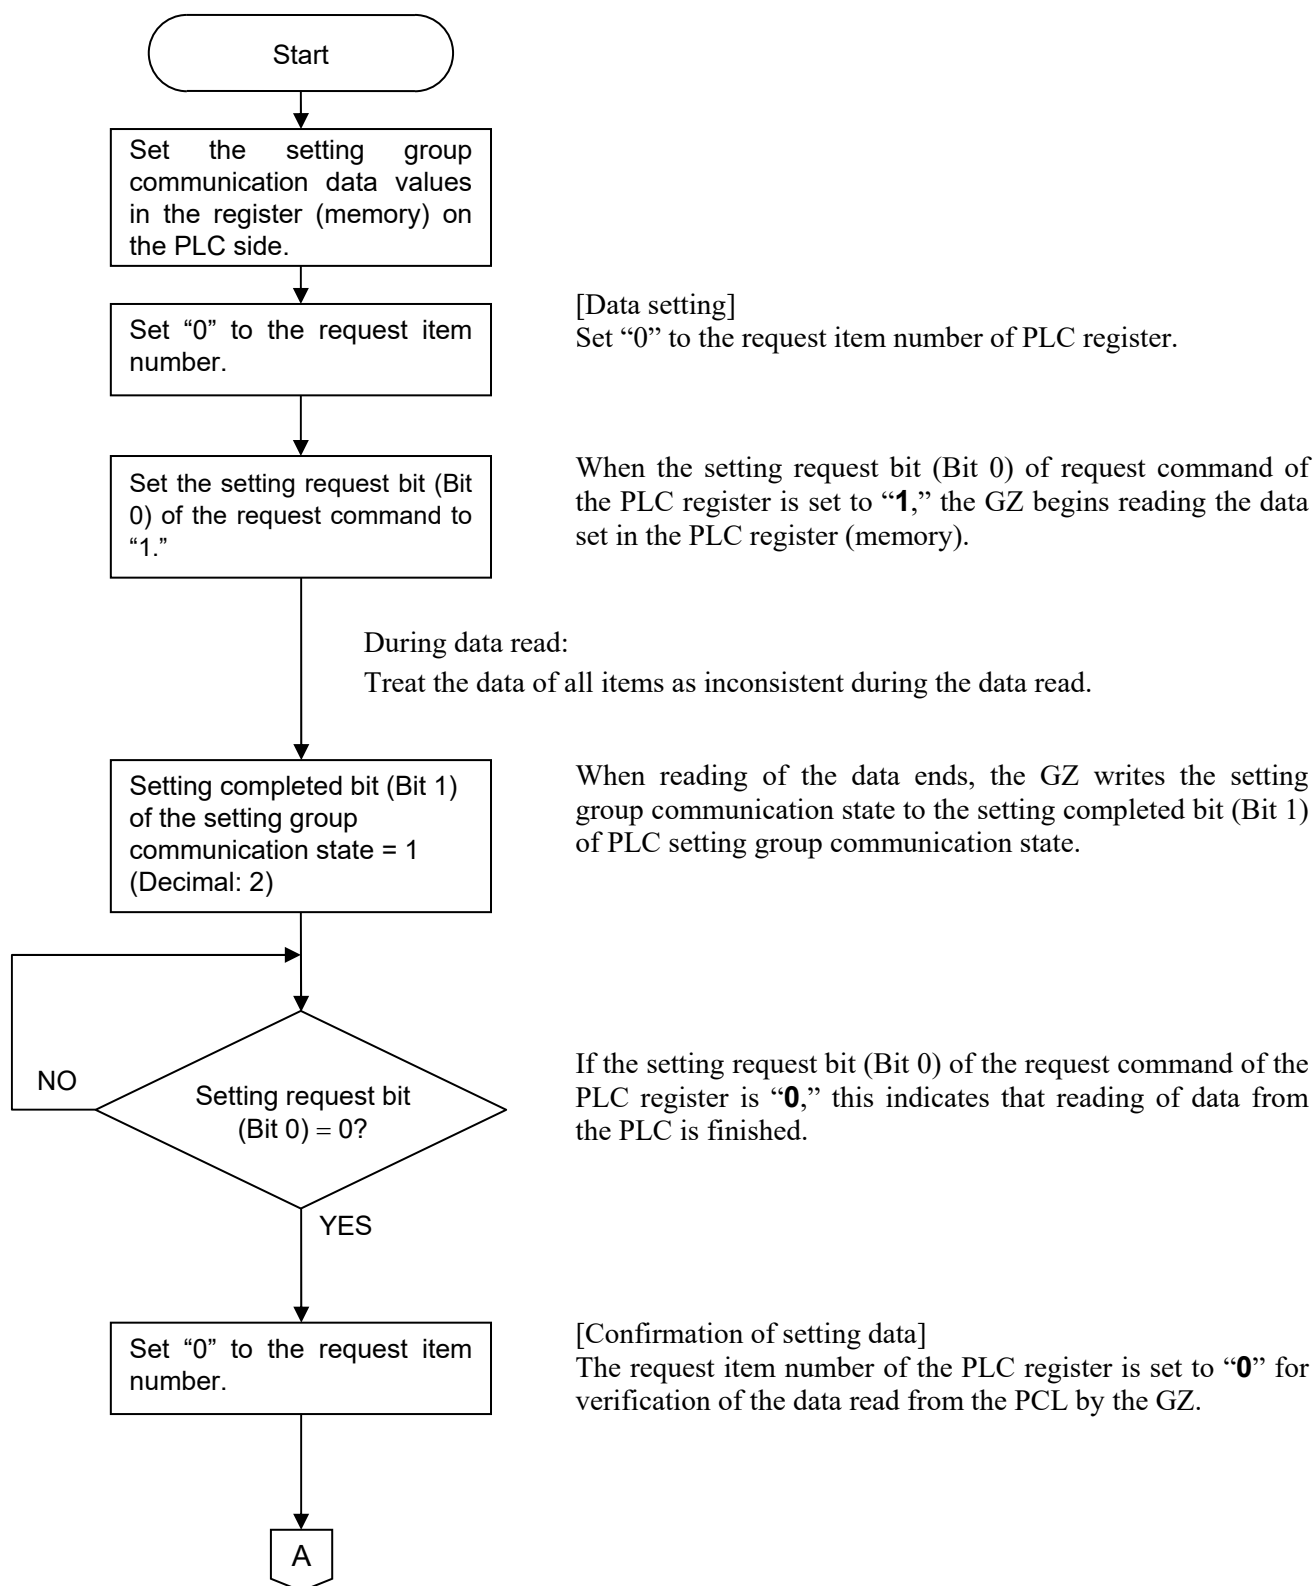 Start
Set the setting group
communication data values
in the register (memory) on
the PLC side.
[Data setting]
Set “0” to the request item number of PLC register.
Set “0” to the request item
number.
Set the setting request bit (Bit
0) of the request command to
“1.”
When the setting request bit (Bit 0) of request command of
the PLC register is set to “1,” the GZ begins reading the data
set in the PLC register (memory).
During data read:
Treat the data of all items as inconsistent during the data read.
Setting completed bit (Bit 1)
of the setting group
communication state = 1
(Decimal: 2)
When reading of the data ends, the GZ writes the setting
group communication state to the setting completed bit (Bit 1)
of PLC setting group communication state.
NO
Setting request bit
(Bit 0) = 0?
If the setting request bit (Bit 0) of the request command of the
PLC register is “0,” this indicates that reading of data from
the PLC is finished.
YES
Set “0” to the request item
number.
[Confirmation of setting data]
The request item number of the PLC register is set to “0” for
verification of the data read from the PCL by the GZ.
A